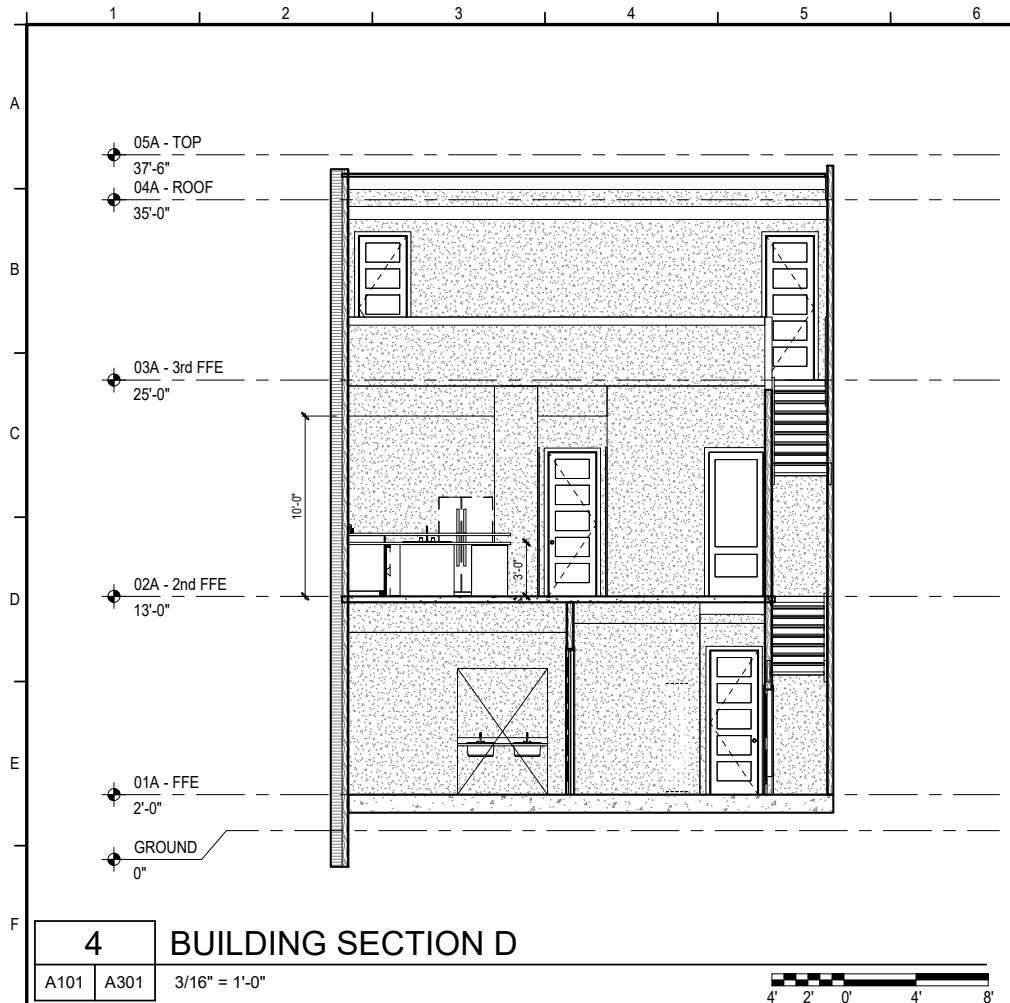 1 2 3 4 5 6
A
05A - TOP
37'-6"
04A - ROOF
35'-0"
B
03A - 3rd FFE
25'-0"
C
10'-0"
3'-0"
02A - 2nd FFE
D
13'-0"
E
01A - FFE
2'-0"
GROUND
0"
F
4 BUILDING SECTION D
A101 A301 3/16" = 1'-0"
4' 2' 0' 4' 8'